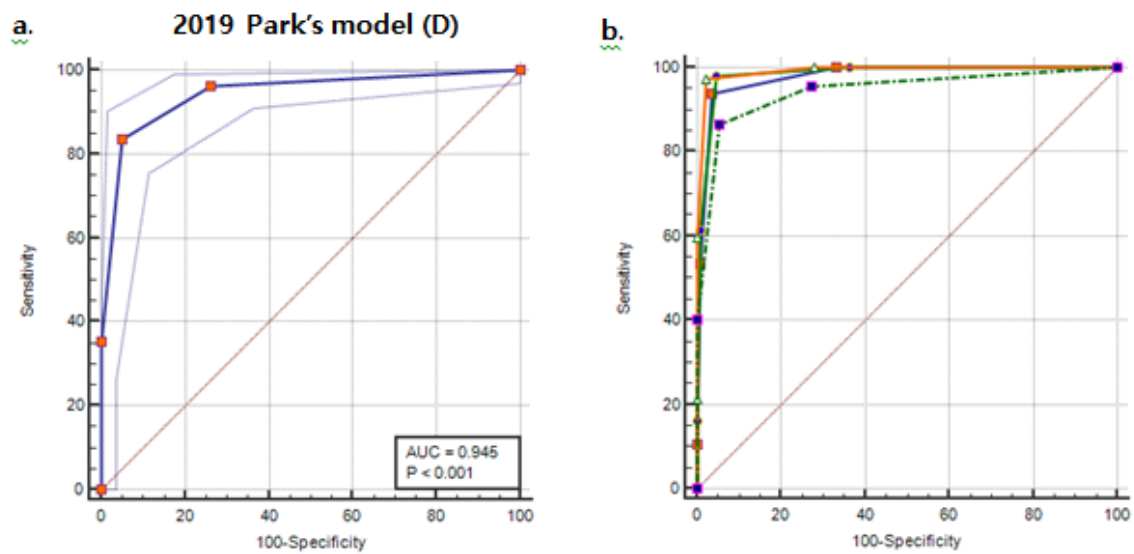 a.
2019 Park's model (D)
100
80
60
40
20
0
Sensitivity
AUC = 0.945
P < 0.001
0 20 40 60 80 100
100-Specificity
b.
100
80
60
40
20
0
Sensitivity
0 20 40 60 80 100
100-Specificity